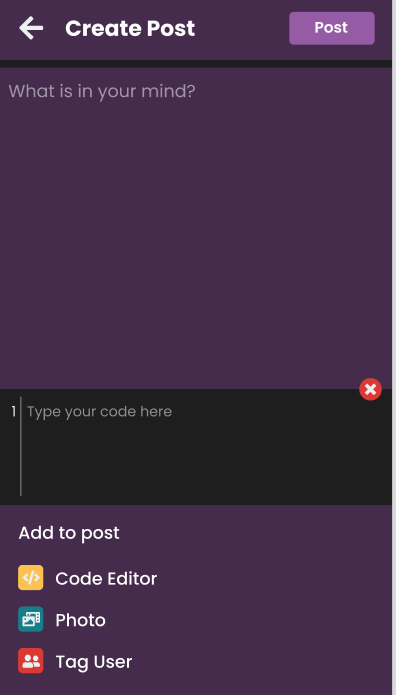 Create Post
Post
What is in your mind?
1 Type your code here
Add to post
</> Code Editor
Photo
Tag User